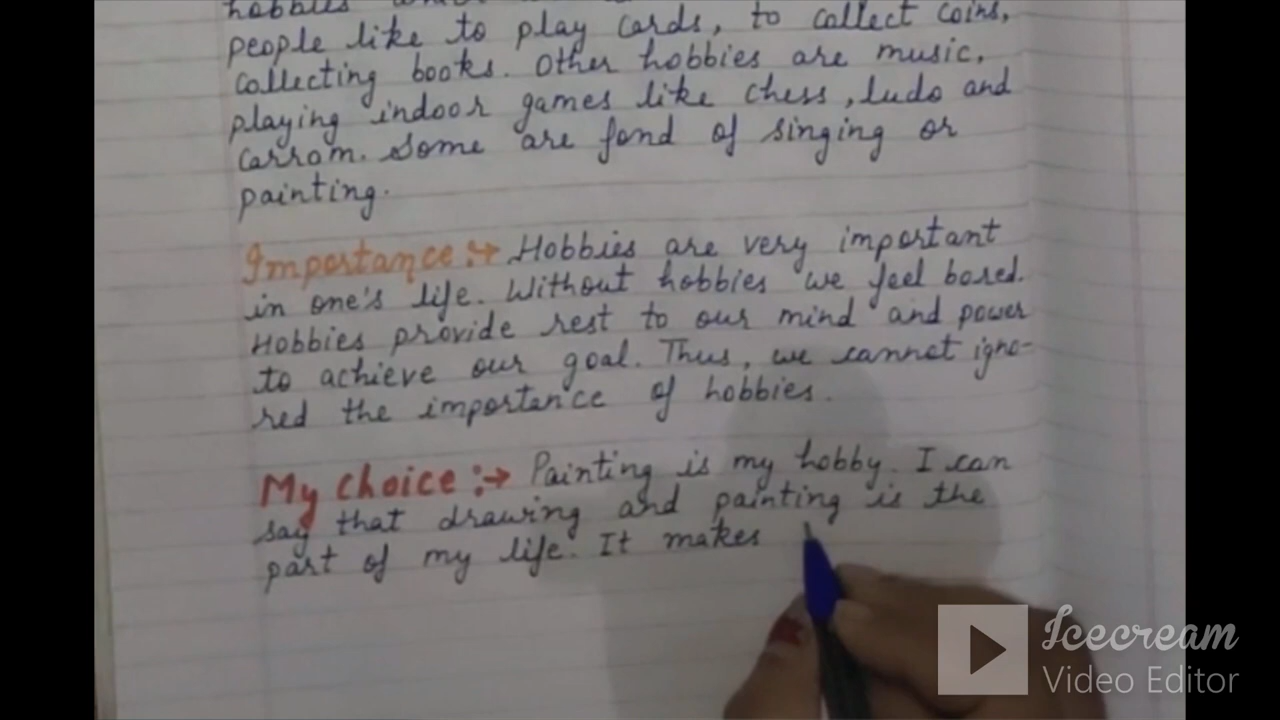 hobbies
people like to play cards, to collect coins,
collecting books. Other hobbies are music,
playing indoor games like chess, ludo and
carrom. Some are fond of singing or
painting.
Importance :→ Hobbies are very important
in one's life. Without hobbies we feel bored.
Hobbies provide rest to our mind and power
to achieve our goal. Thus, we cannot igno-
red the importance of hobbies.
My choice :→ Painting is my hobby. I can
say that drawing and painting is the
part of my life. It makes
Icecream
Video Editor